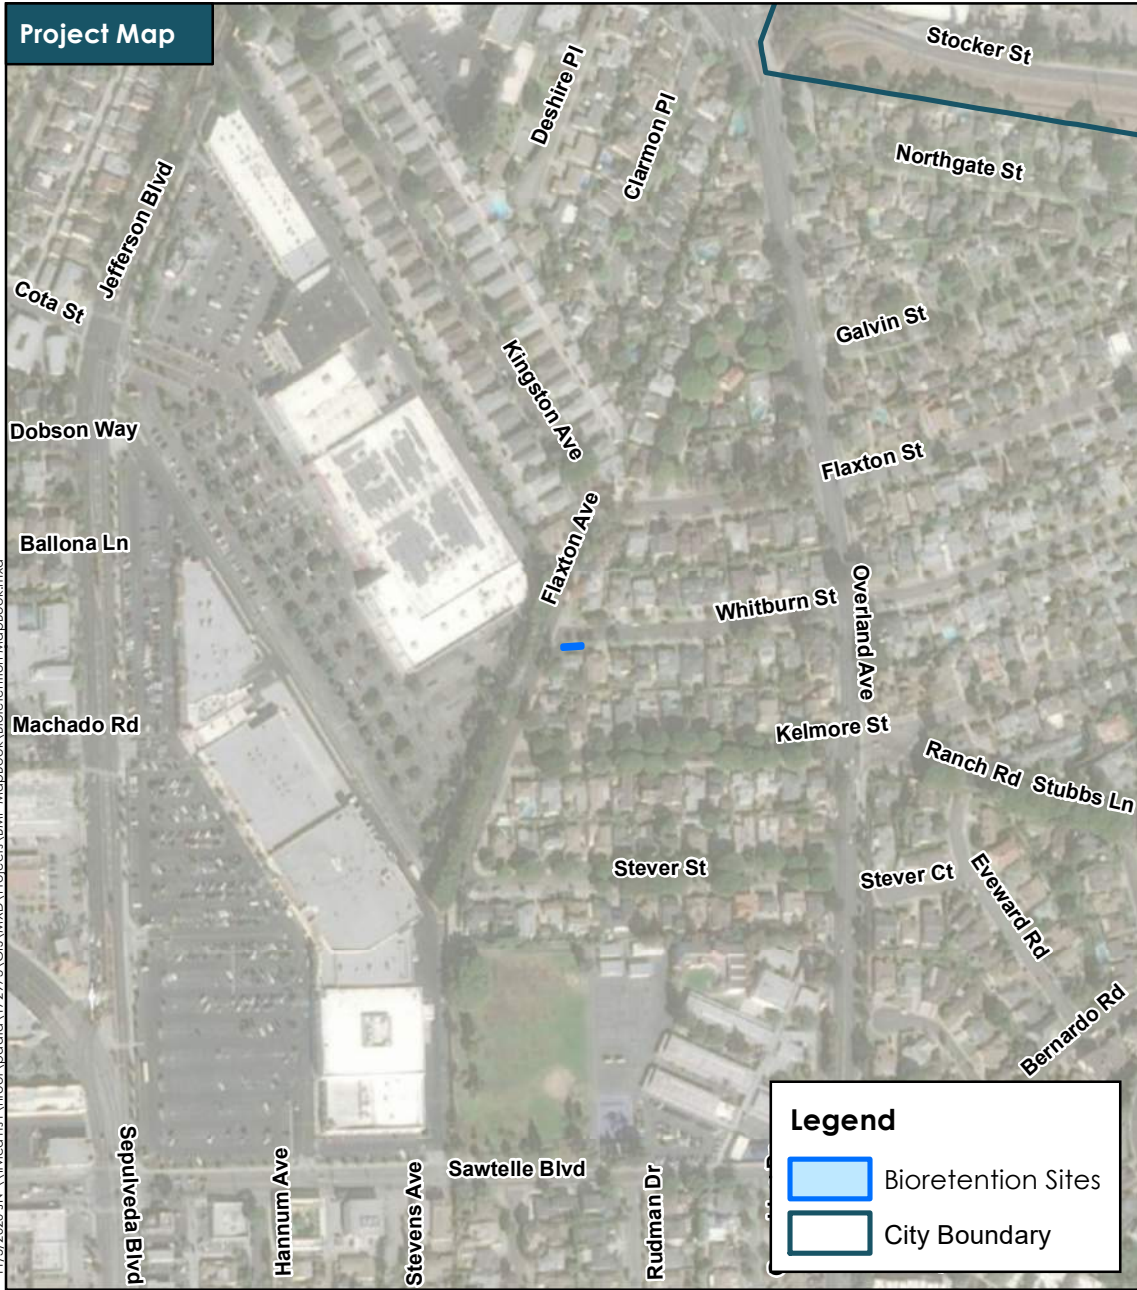 Project Map
Stocker St
Deshire Pl
Clarmon Pl
Northgate St
Jefferson Blvd
Cota St
Galvin St
Kingston Ave
Dobson Way
Flaxton St
Flaxton Ave
Ballona Ln
Whitburn St
Overland Ave
Machado Rd
Kelmore St
Ranch Rd
Stubbs Ln
Stever St
Stever Ct
Eveward Rd
Bernardo Rd
Sepulveda Blvd
Hannum Ave
Stevens Ave
Sawtelle Blvd
Rudman Dr
Legend
Bioretention Sites
City Boundary